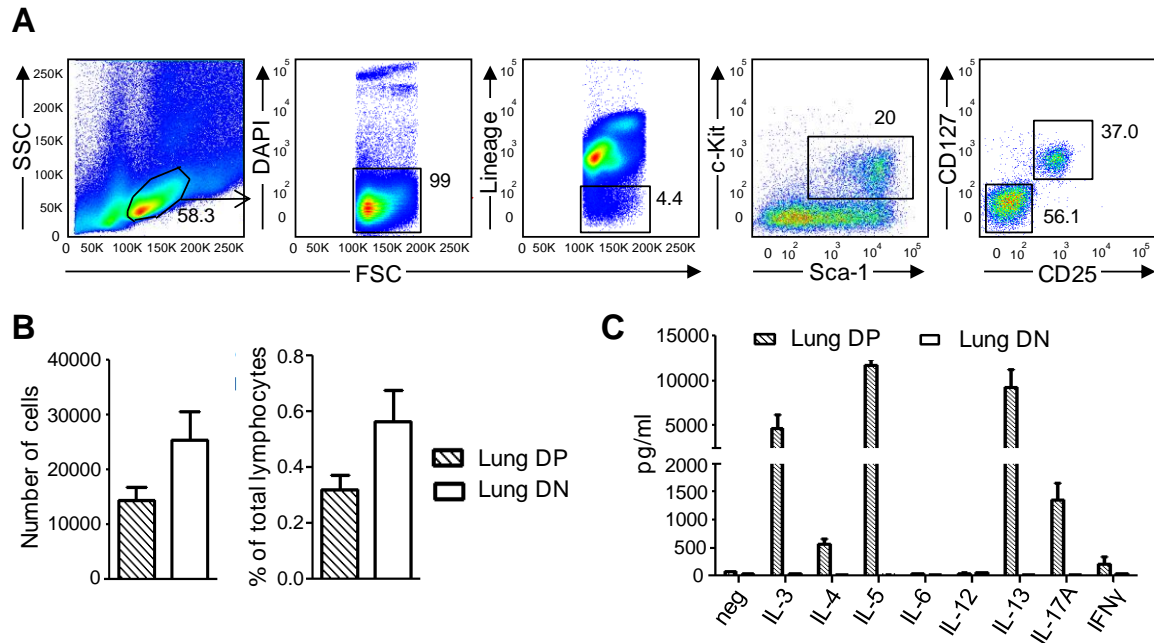 A
SSC
250K
200K
150K
100K
50K
0
58.3
0 50K 100K 150K 200K 250K
DAPI
10^5
10^4
10^3
10^2
0
99
0 50K 100K 150K 200K 250K
Lineage
10^5
10^4
10^3
10^2
0
4.4
0 50K 100K 150K 200K 250K
FSC
c-Kit
10^5
10^4
10^3
10^2
0
20
0 10^2 10^3 10^4 10^5
Sca-1
CD127
10^5
10^4
10^3
10^2
0
37.0
56.1
0 10^2 10^3 10^4 10^5
CD25
B
Number of cells
40000
30000
20000
10000
0
% of total lymphocytes
0.8
0.6
0.4
0.2
0.0
Lung DP
Lung DN
C
Lung DP Lung DN
pg/ml
15000
10000
5000
2000
1500
1000
500
0
neg IL-3 IL-4 IL-5 IL-6 IL-12 IL-13 IL-17A IFNγ